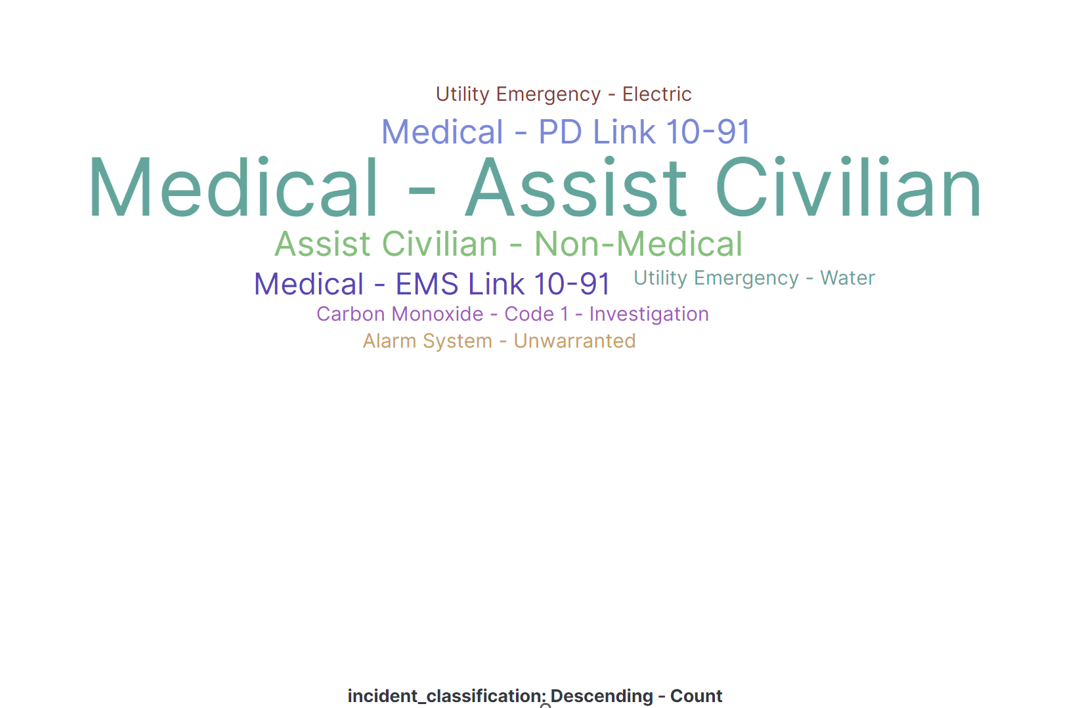 Utility Emergency - Electric
Medical - PD Link 10-91
Medical - Assist Civilian
Assist Civilian - Non-Medical
Medical - EMS Link 10-91
Utility Emergency - Water
Carbon Monoxide - Code 1 - Investigation
Alarm System - Unwarranted
incident_classification: Descending - Count